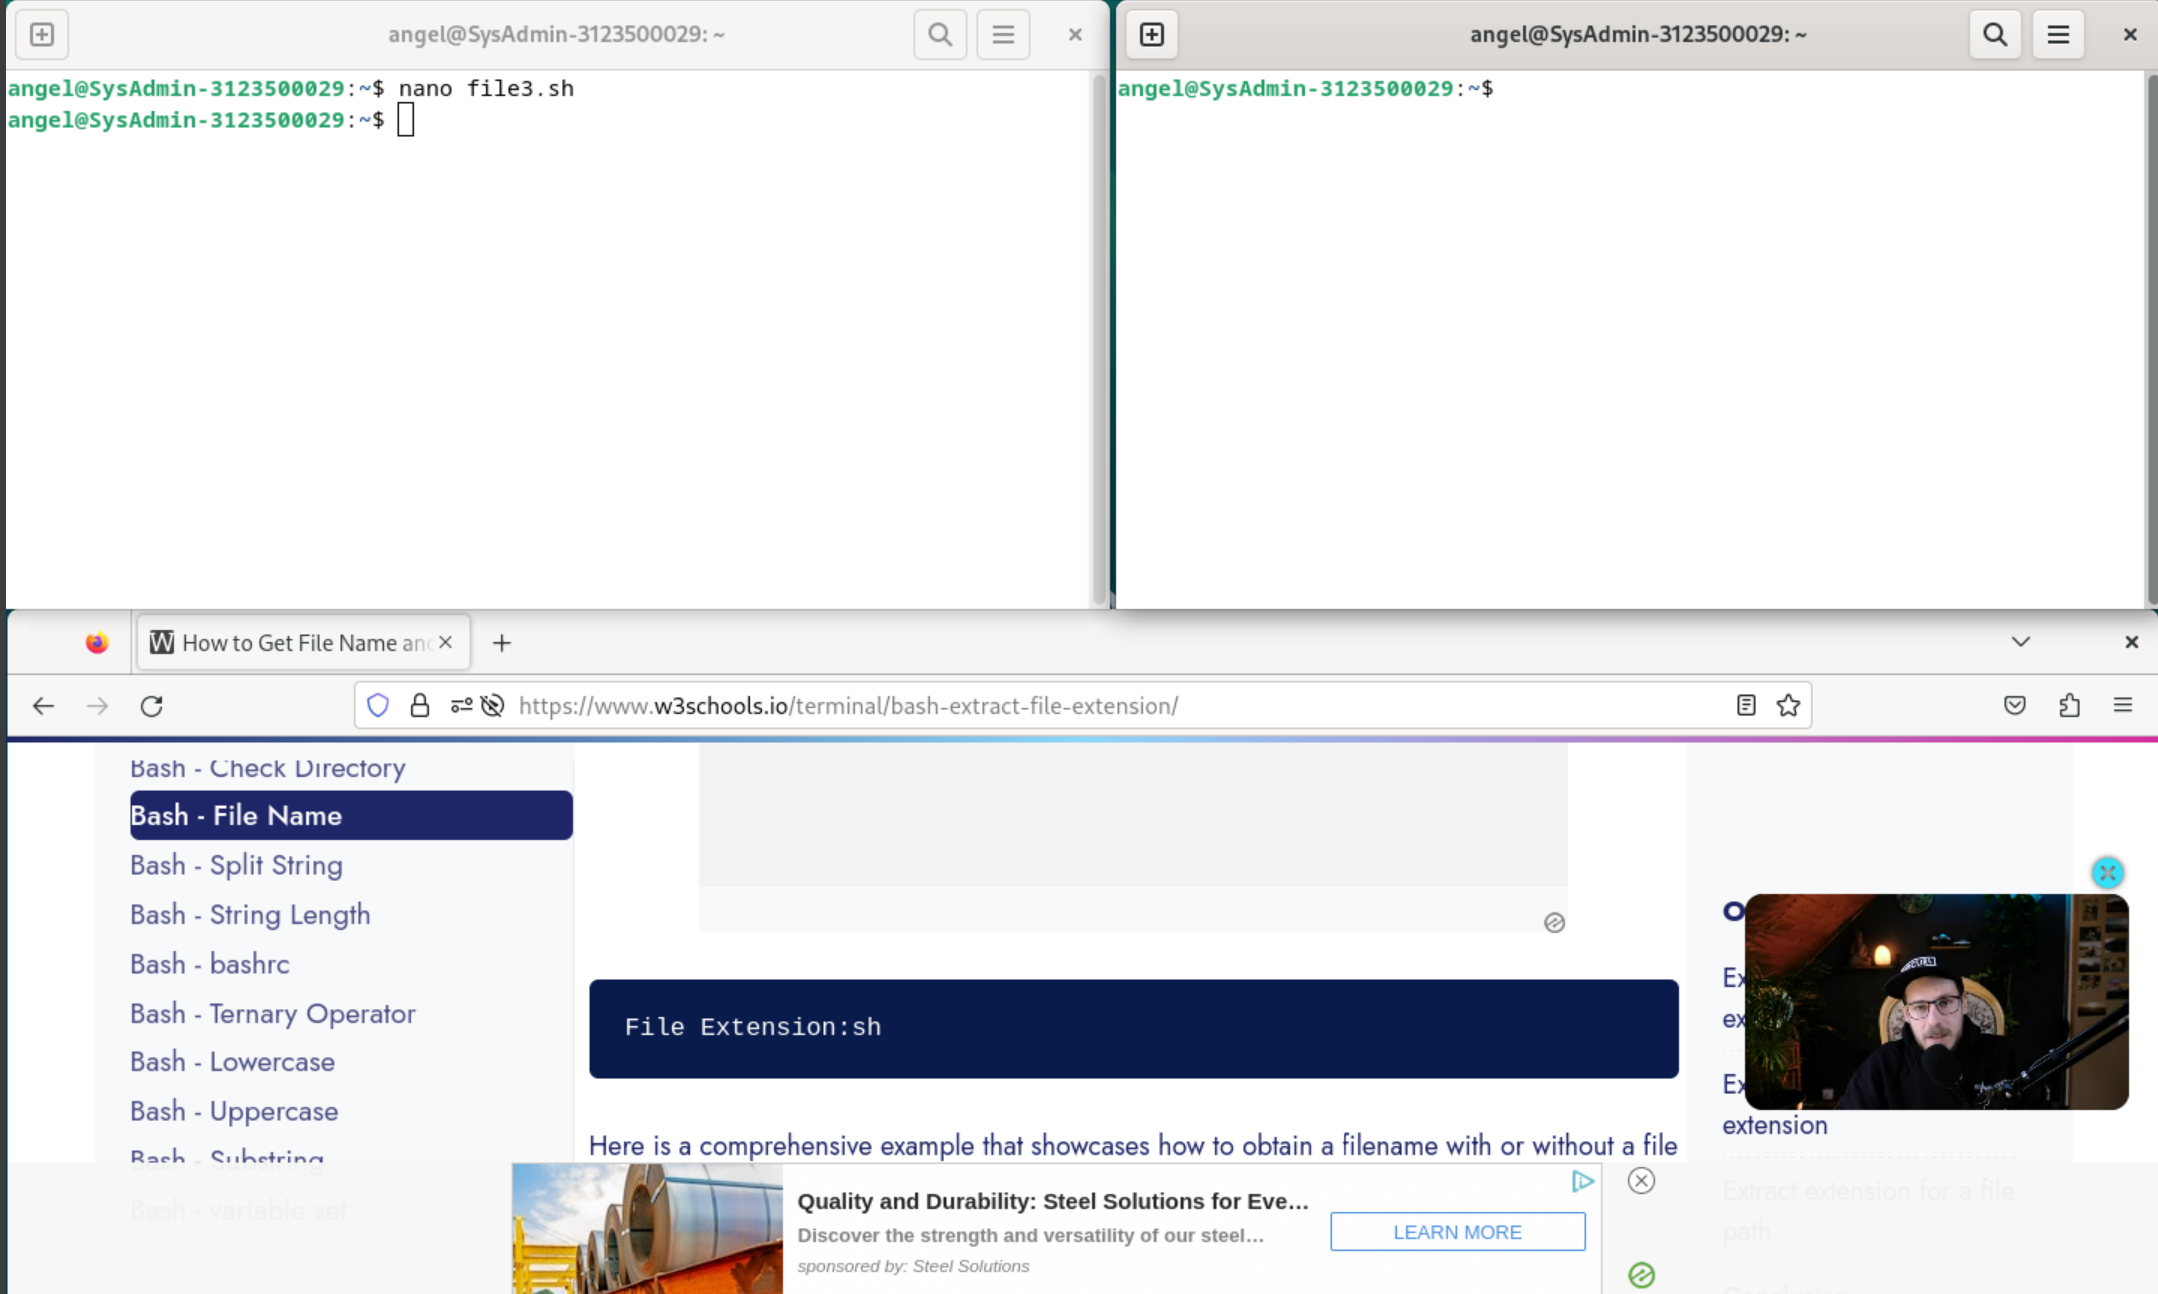 angel@SysAdmin-3123500029: ~
angel@SysAdmin-3123500029:~$ nano file3.sh
angel@SysAdmin-3123500029:~$
angel@SysAdmin-3123500029: ~
angel@SysAdmin-3123500029:~$
How to Get File Name and
https://www.w3schools.io/terminal/bash-extract-file-extension/
Bash - Check Directory
Bash - File Name
Bash - Split String
Bash - String Length
Bash - bashrc
Bash - Ternary Operator
Bash - Lowercase
Bash - Uppercase
Bash - Substring
Bash - variable set
File Extension:sh
Here is a comprehensive example that showcases how to obtain a filename with or without a file
O
Ex
ex
Ex
extension
Extract extension for a file
path
Quality and Durability: Steel Solutions for Eve...
Discover the strength and versatility of our steel...
sponsored by: Steel Solutions
LEARN MORE